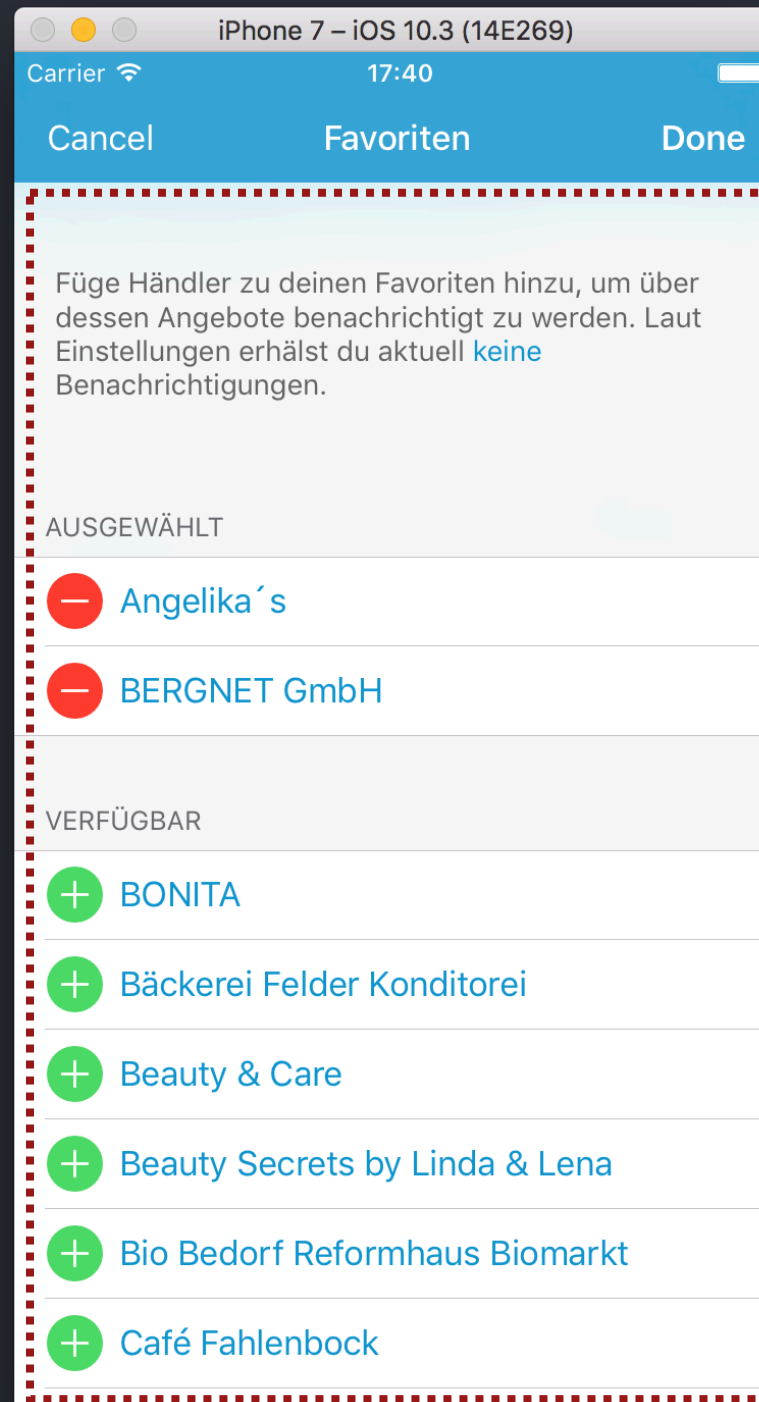 iPhone 7 – iOS 10.3 (14E269)
Carrier 17:40
Cancel Favoriten Done
Füge Händler zu deinen Favoriten hinzu, um über
dessen Angebote benachrichtigt zu werden. Laut
Einstellungen erhälst du aktuell keine
Benachrichtigungen.
AUSGEWÄHLT
Angelika´s
BERGNET GmbH
VERFÜGBAR
BONITA
Bäckerei Felder Konditorei
Beauty & Care
Beauty Secrets by Linda & Lena
Bio Bedorf Reformhaus Biomarkt
Café Fahlenbock